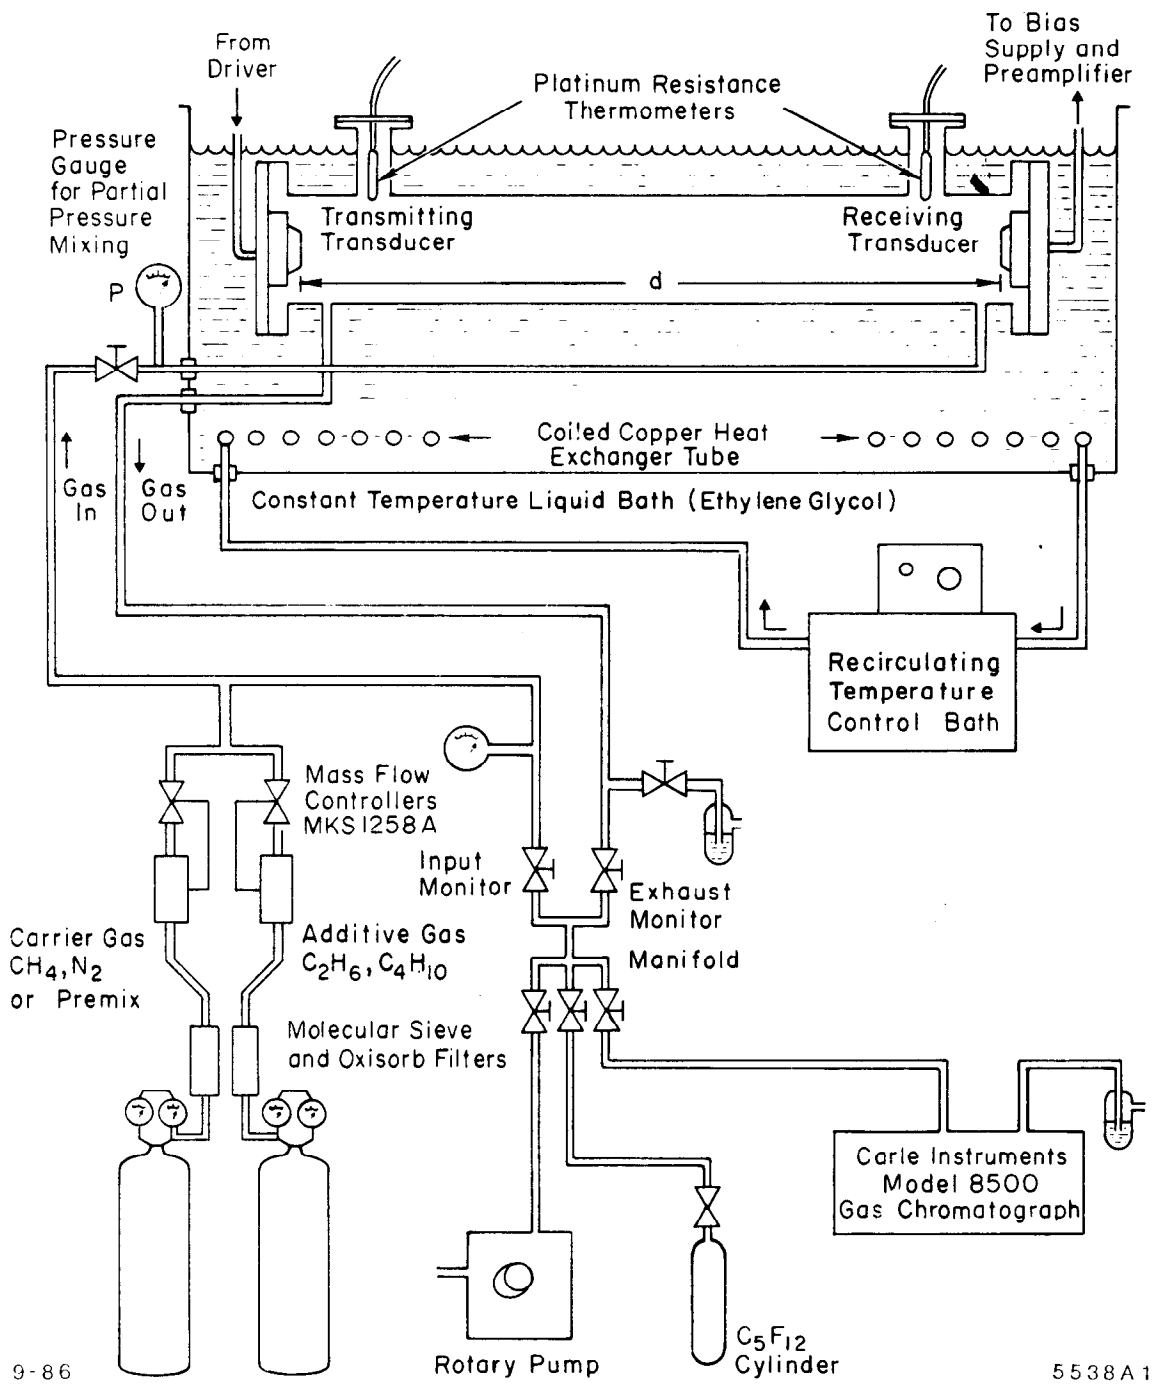 From
Driver
To Bias
Supply and
Preamplifier
Platinum Resistance
Thermometers
Pressure
Gauge
for Partial
Pressure
Mixing
Transmitting
Transducer
Receiving
Transducer
P
d
Coiled Copper Heat
Exchanger Tube
Gas
In
Gas
Out
Constant Temperature Liquid Bath (Ethylene Glycol)
Recirculating
Temperature
Control Bath
Mass Flow
Controllers
MKS1258A
Input
Monitor
Exhaust
Monitor
Manifold
Carrier Gas
CH4, N2
or Premix
Additive Gas
C2H6, C4H10
Molecular Sieve
and Oxisorb Filters
Carle Instruments
Model 8500
Gas Chromatograph
Rotary Pump
C5F12
Cylinder
9-86
5538A1